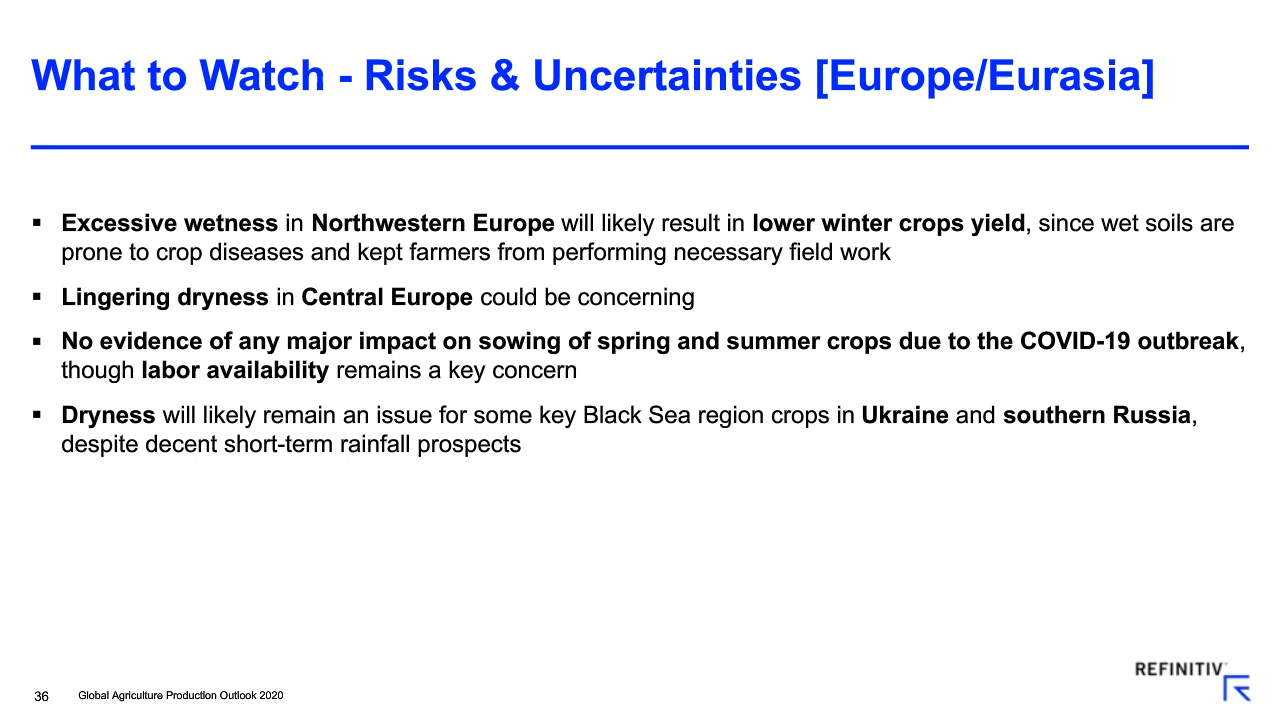 What to Watch - Risks & Uncertainties [Europe/Eurasia]
▪ Excessive wetness in Northwestern Europe will likely result in lower winter crops yield, since wet soils are
prone to crop diseases and kept farmers from performing necessary field work
▪ Lingering dryness in Central Europe could be concerning
▪ No evidence of any major impact on sowing of spring and summer crops due to the COVID-19 outbreak,
though labor availability remains a key concern
▪ Dryness will likely remain an issue for some key Black Sea region crops in Ukraine and southern Russia,
despite decent short-term rainfall prospects
REFINITIV
36 Global Agriculture Production Outlook 2020